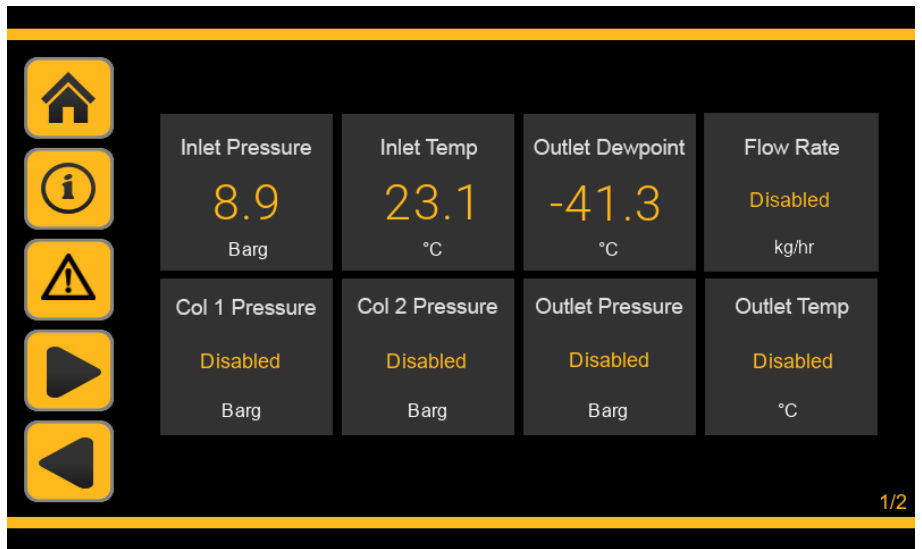 Inlet Pressure
8.9
Barg
Inlet Temp
23.1
°C
Outlet Dewpoint
-41.3
°C
Flow Rate
Disabled
kg/hr
Col 1 Pressure
Disabled
Barg
Col 2 Pressure
Disabled
Barg
Outlet Pressure
Disabled
Barg
Outlet Temp
Disabled
°C
1/2